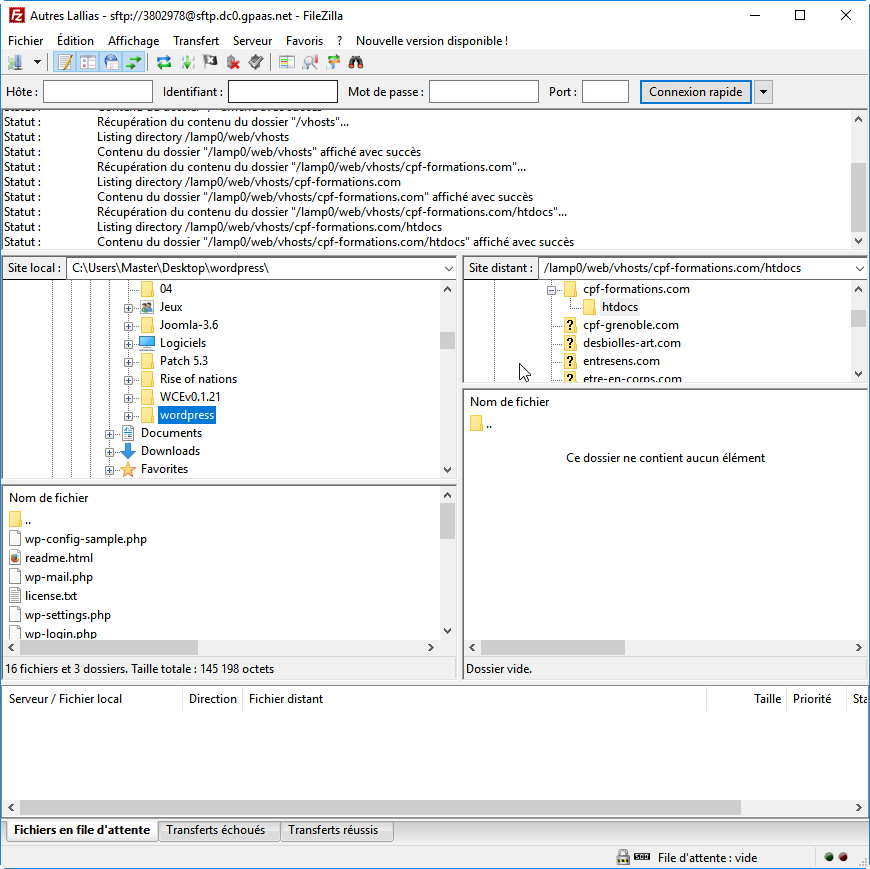 Autres Lallias - sftp://3802978@sftp.dc0.gpaas.net - FileZilla
Fichier Édition Affichage Transfert Serveur Favoris ? Nouvelle version disponible !
Hôte : Identifiant : Mot de passe : Port : Connexion rapide
Statut : Récupération du contenu du dossier "/vhosts"...
Statut : Listing directory /lamp0/web/vhosts
Statut : Contenu du dossier "/lamp0/web/vhosts" affiché avec succès
Statut : Récupération du contenu du dossier "/lamp0/web/vhosts/cpf-formations.com"...
Statut : Listing directory /lamp0/web/vhosts/cpf-formations.com
Statut : Contenu du dossier "/lamp0/web/vhosts/cpf-formations.com" affiché avec succès
Statut : Récupération du contenu du dossier "/lamp0/web/vhosts/cpf-formations.com/htdocs"...
Statut : Listing directory /lamp0/web/vhosts/cpf-formations.com/htdocs
Statut : Contenu du dossier "/lamp0/web/vhosts/cpf-formations.com/htdocs" affiché avec succès
Site local : C:\Users\Master\Desktop\wordpress\
04
Jeux
Joomla-3.6
Logiciels
Patch 5.3
Rise of nations
WCEv0.1.21
wordpress
Documents
Downloads
Favorites
Nom de fichier
..
wp-config-sample.php
readme.html
wp-mail.php
license.txt
wp-settings.php
wp-login.php
16 fichiers et 3 dossiers. Taille totale : 145 198 octets
Site distant : /lamp0/web/vhosts/cpf-formations.com/htdocs
cpf-formations.com
htdocs
cpf-grenoble.com
desbiolles-art.com
entresens.com
etre-en-corps.com
Nom de fichier
..
Ce dossier ne contient aucun élément
Dossier vide.
Serveur / Fichier local Direction Fichier distant Taille Priorité Sta
Fichiers en file d'attente Transferts échoués Transferts réussis
File d'attente : vide